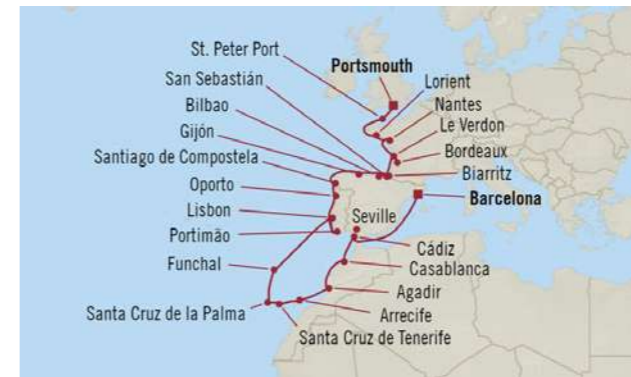 St. Peter Port
Portsmouth
San Sebastián
Lorient
Bilbao
Nantes
Gijón
Le Verdon
Santiago de Compostela
Bordeaux
Oporto
Biarritz
Lisbon
Barcelona
Seville
Portimão
Cádiz
Funchal
Casablanca
Agadir
Santa Cruz de la Palma
Arrecife
Santa Cruz de Tenerife